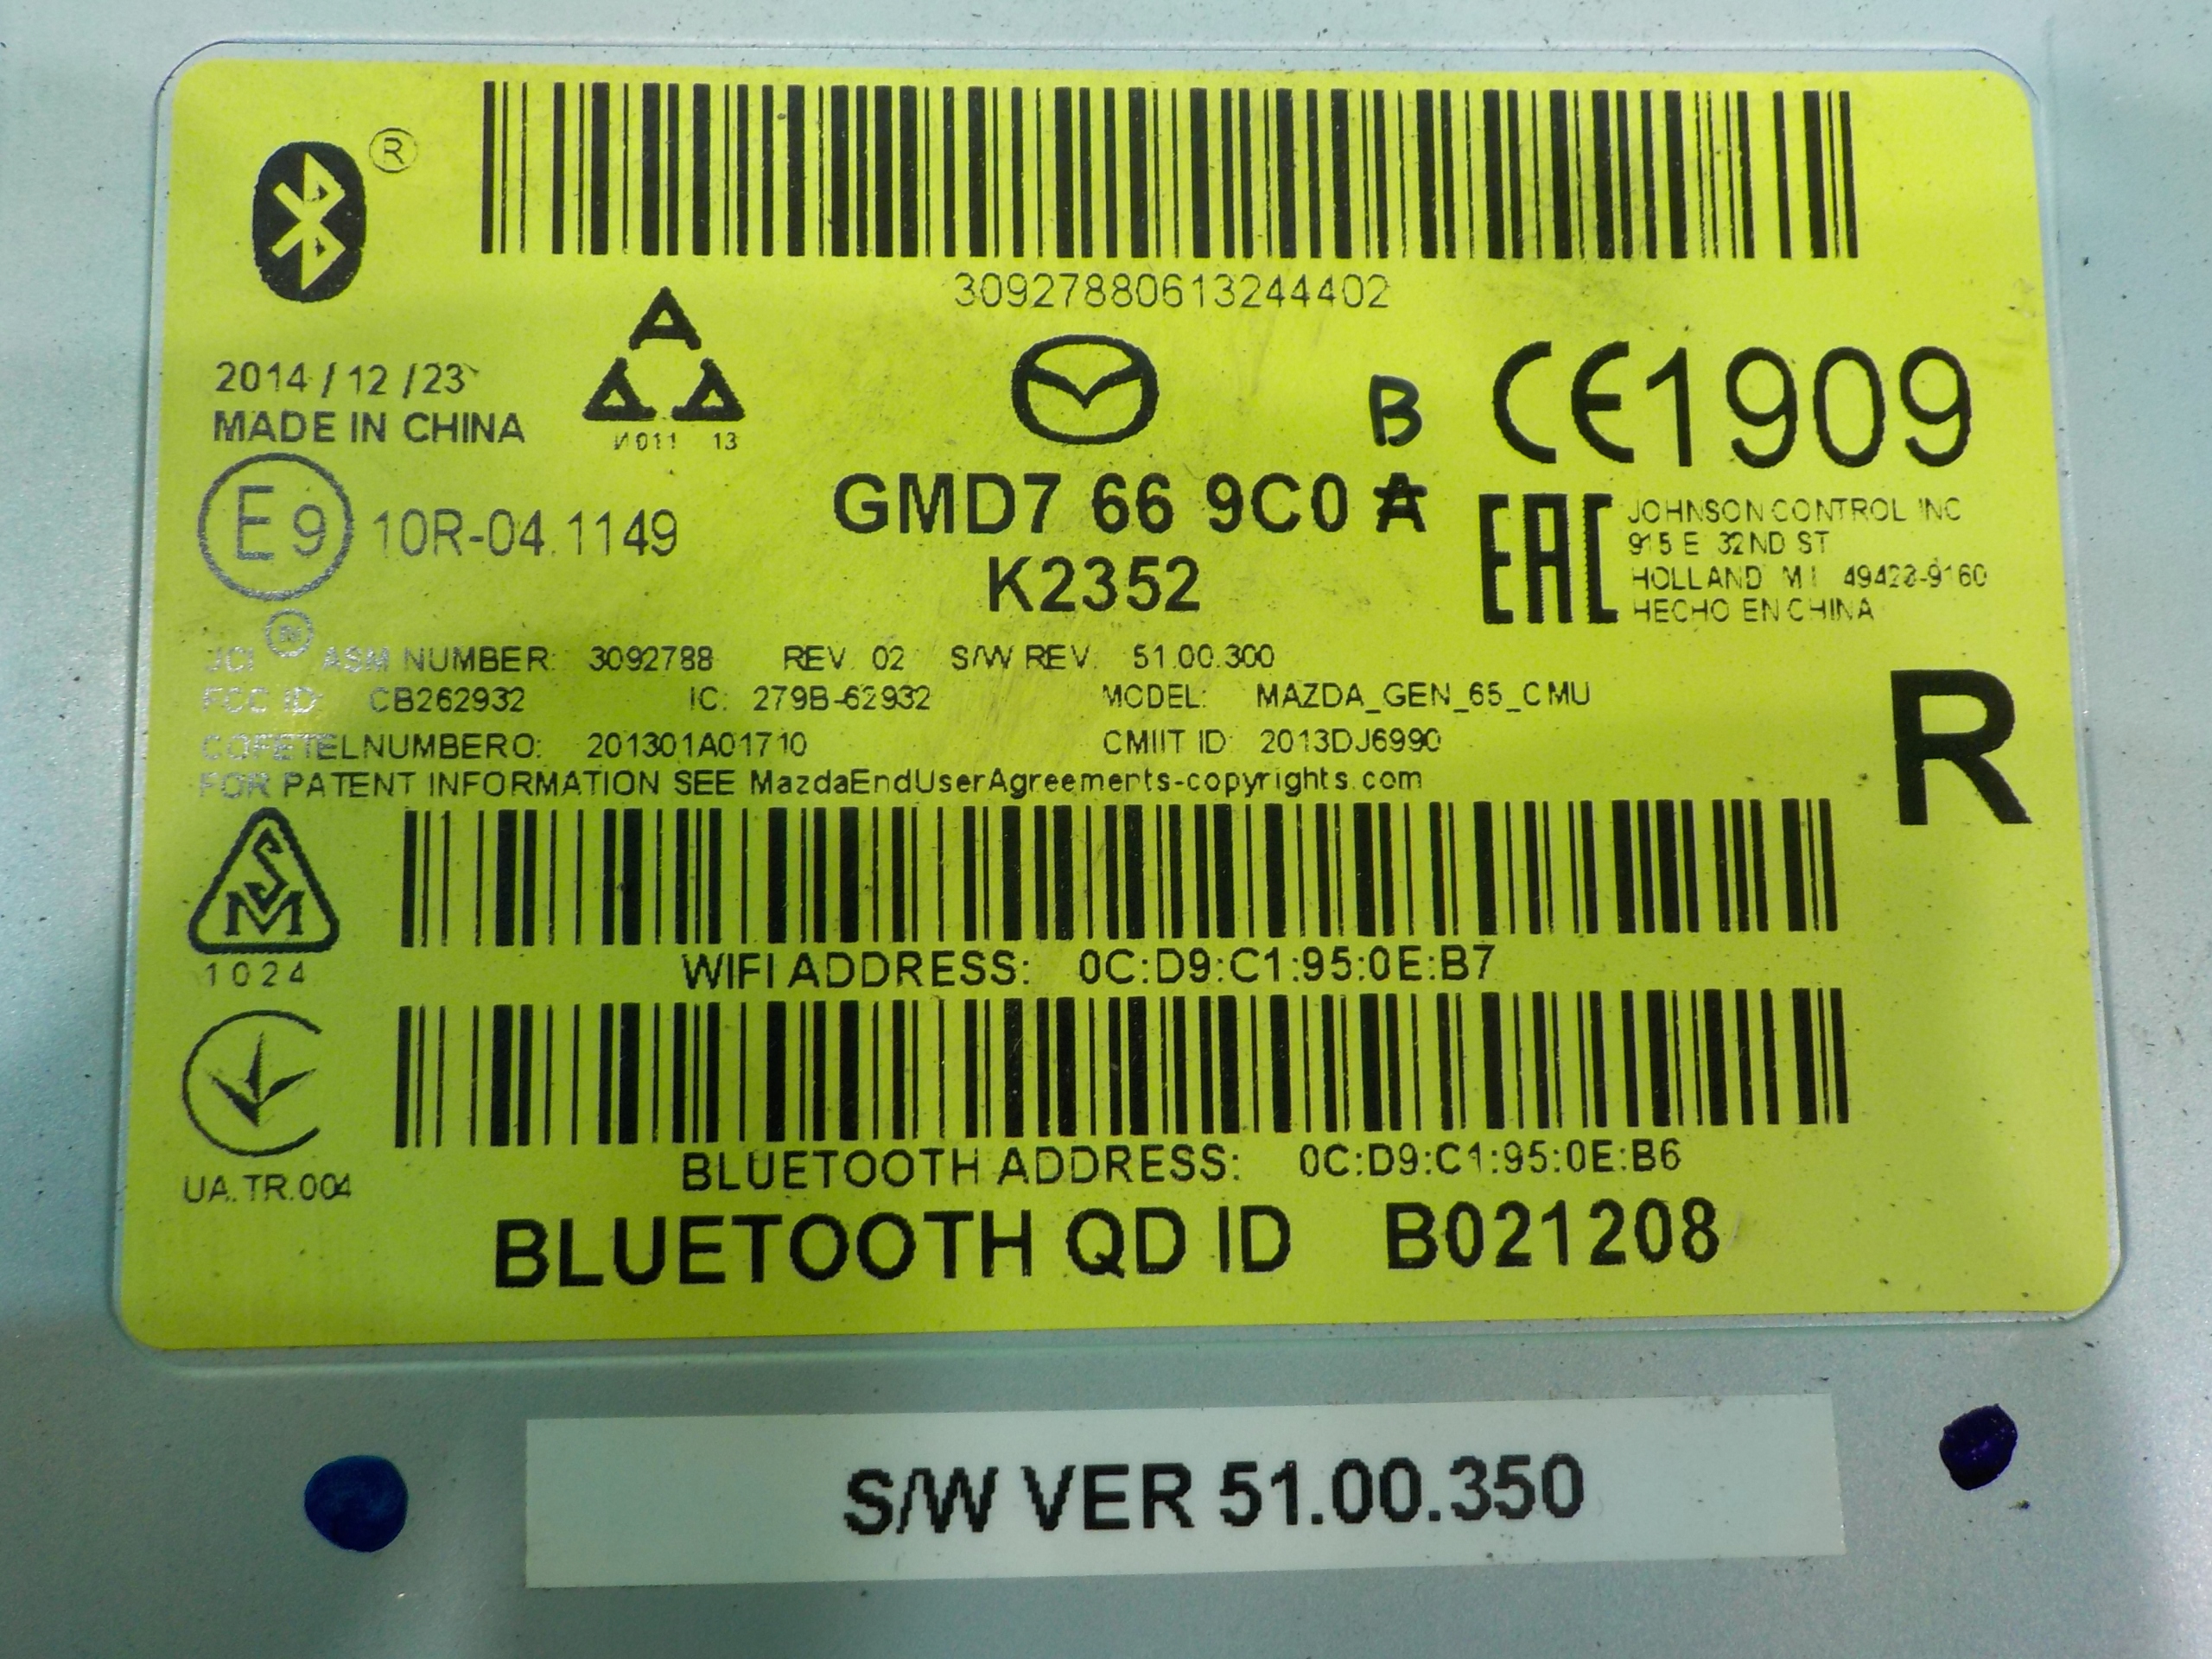 30927880613244402
®
2014 / 12 / 23
MADE IN CHINA
И011 13
B
CE1909
GMD7 66 9C0 A
K2352
E9 10R-04.1149
EAC
JOHNSON CONTROL INC
915 E 32ND ST
HOLLAND MI 49423-9160
HECHO EN CHINA
JCI ASM NUMBER: 3092788 REV. 02 S/W REV. 51.00.300
FCC ID: CB262932 IC: 279B-62932 MODEL: MAZDA_GEN_65_CMU
COFETELNUMBERO: 201301A01710 CMIIT ID: 2013DJ6990
FOR PATENT INFORMATION SEE MazdaEndUserAgreements-copyrights.com
R
SM
1024
WIFI ADDRESS: 0C:D9:C1:95:0E:B7
UA.TR.004
BLUETOOTH ADDRESS: 0C:D9:C1:95:0E:B6
BLUETOOTH QD ID B021208
S/W VER 51.00.350